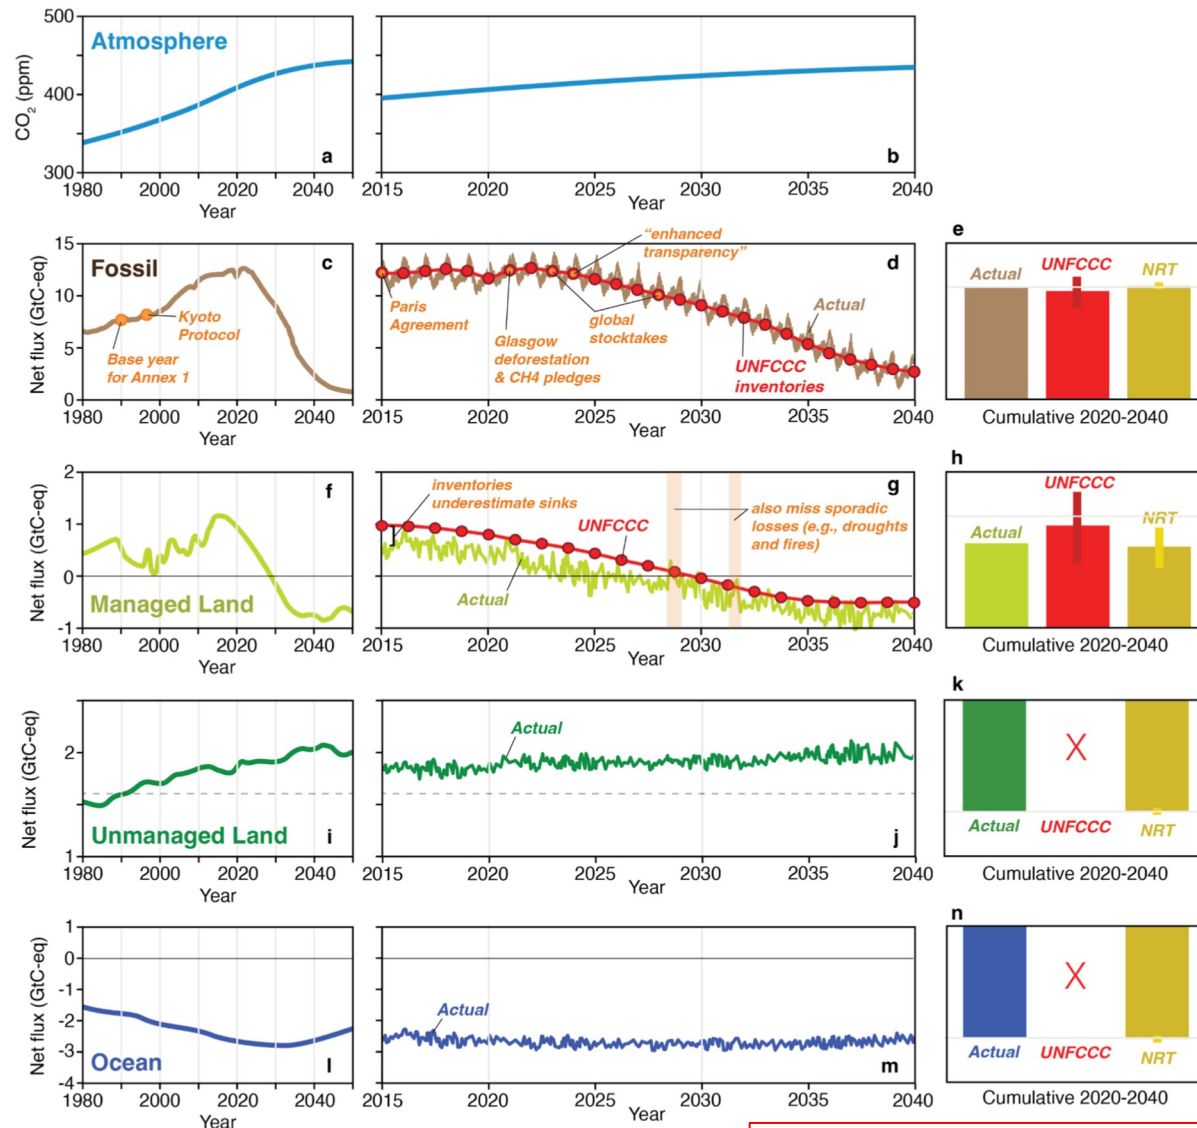 500
400
300
CO2 (ppm)
Atmosphere
a
1980 2000 2020 2040
Year
b
2015 2020 2025 2030 2035 2040
Year
15
10
5
0
Net flux (GtC-eq)
Fossil
c
Kyoto
Protocol
Base year
for Annex 1
1980 2000 2020 2040
Year
"enhanced
transparency"
d
Paris
Agreement
Glasgow
deforestation
& CH4 pledges
global
stocktakes
Actual
UNFCCC
inventories
2015 2020 2025 2030 2035 2040
Year
e
Actual
UNFCCC
NRT
Cumulative 2020-2040
2
1
0
-1
Net flux (GtC-eq)
f
Managed Land
1980 2000 2020 2040
Year
inventories
underestimate sinks
g
UNFCCC
also miss sporadic
losses (e.g., droughts
and fires)
Actual
2015 2020 2025 2030 2035 2040
Year
h
UNFCCC
Actual
NRT
Cumulative 2020-2040
2
1
Net flux (GtC-eq)
Unmanaged Land
i
1980 2000 2020 2040
Year
Actual
j
2015 2020 2025 2030 2035 2040
Year
k
X
Actual UNFCCC NRT
Cumulative 2020-2040
1
0
-1
-2
-3
-4
Net flux (GtC-eq)
Ocean
l
1980 2000 2020 2040
Year
Actual
m
2015 2020 2025 2030 2035 2040
Year
n
X
Actual UNFCCC NRT
Cumulative 2020-2040